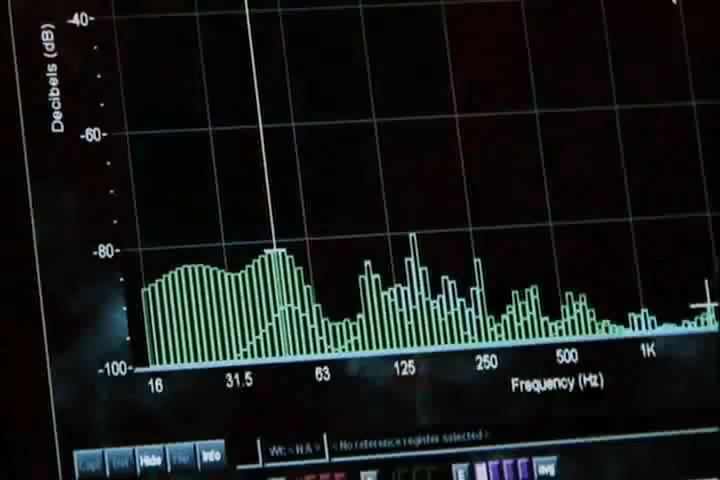 Decibels (dB)
-40-
-60-
-80-
-100-
16 31.5 63 125 250 500 1K
Frequency (Hz)
Hide Info
Wt: < N A > < No reference register selected >
avg